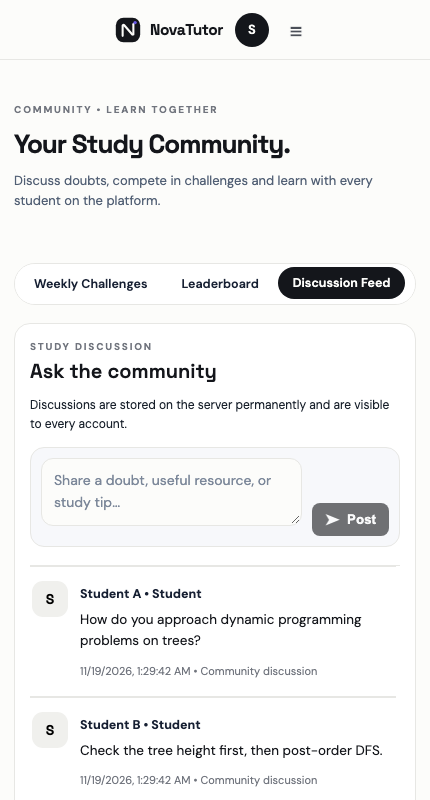 NovaTutor
S
COMMUNITY • LEARN TOGETHER
Your Study Community.
Discuss doubts, compete in challenges and learn with every
student on the platform.
Weekly Challenges
Leaderboard
Discussion Feed
STUDY DISCUSSION
Ask the community
Discussions are stored on the server permanently and are visible
to every account.
Share a doubt, useful resource, or
study tip...
Post
S
Student A • Student
How do you approach dynamic programming
problems on trees?
11/19/2026, 1:29:42 AM • Community discussion
S
Student B • Student
Check the tree height first, then post-order DFS.
11/19/2026, 1:29:42 AM • Community discussion